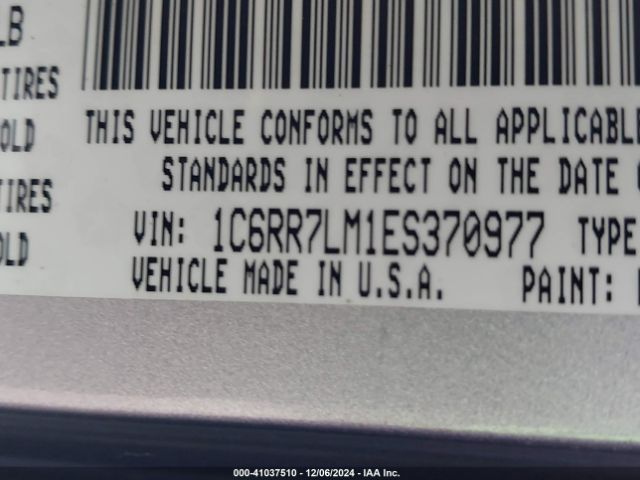 LB
TIRES
THIS VEHICLE CONFORMS TO ALL APPLICABLE
OLD
STANDARDS IN EFFECT ON THE DATE
TIRES
VIN: 1C6RR7LM1ES370977 TYPE
OLD
VEHICLE MADE IN U.S.A. PAINT:
000-41037510 - 12/06/2024 - IAA Inc.